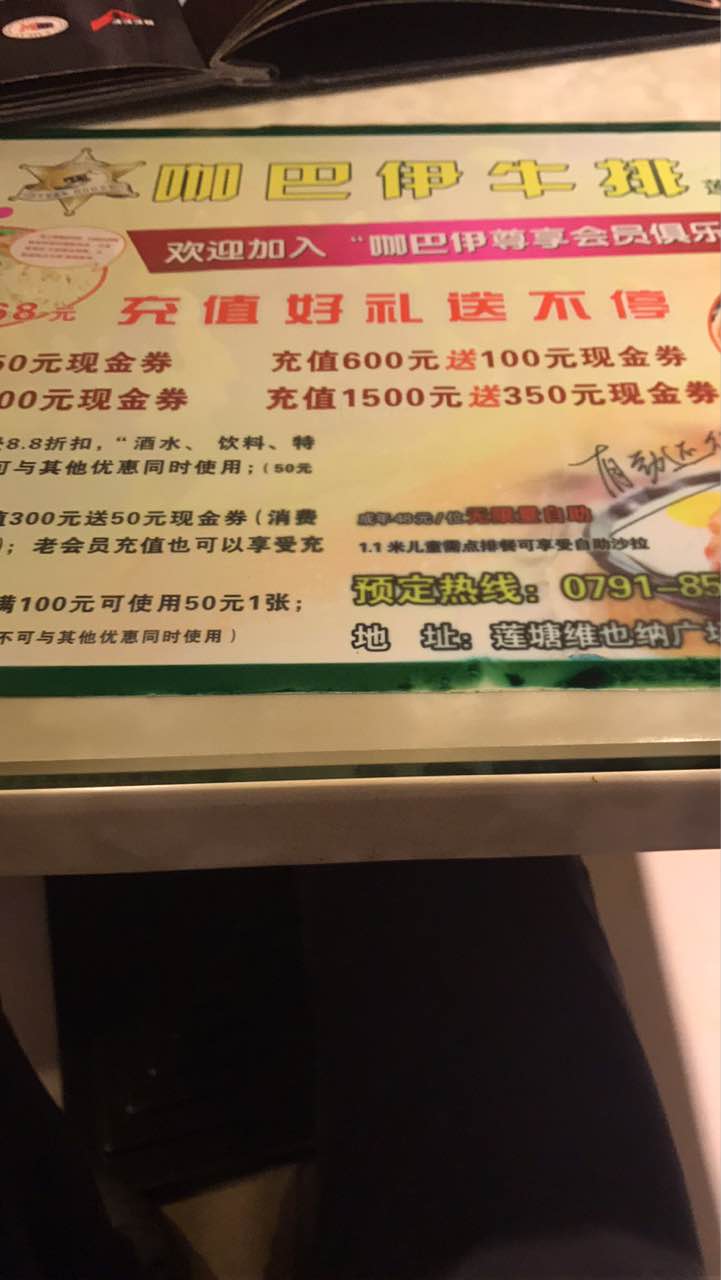 咖巴伊牛排
欢迎加入“咖巴伊尊享会员俱乐
68元 充值好礼送不停
50元现金券 充值600元送100元现金券
00元现金券 充值1500元送350元现金券
8.8折扣，“酒水、饮料、特
可与其他优惠同时使用；（50元
值300元送50元现金券（消费
）；老会员充值也可以享受充
满100元可使用50元1张；
不可与其他优惠同时使用）
成年48元/位无限量自助
1.1米儿童需点排餐可享受自助沙拉
预定热线：0791-85
地 址：莲塘维也纳广场